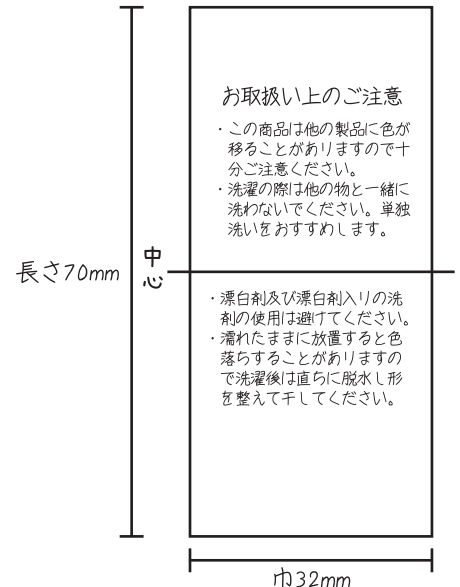 お取扱い上のご注意
・この商品は他の製品に色が
移ることがありますので十
分ご注意ください。
・洗濯の際は他の物と一緒に
洗わないでください。単独
洗いをおすすめします。
長さ70mm
中心
・漂白剤及び漂白剤入りの洗
剤の使用は避けてください。
・濡れたままに放置すると色
落ちすることがありますの
で洗濯後は直ちに脱水し形
を整えて干してください。
巾32mm